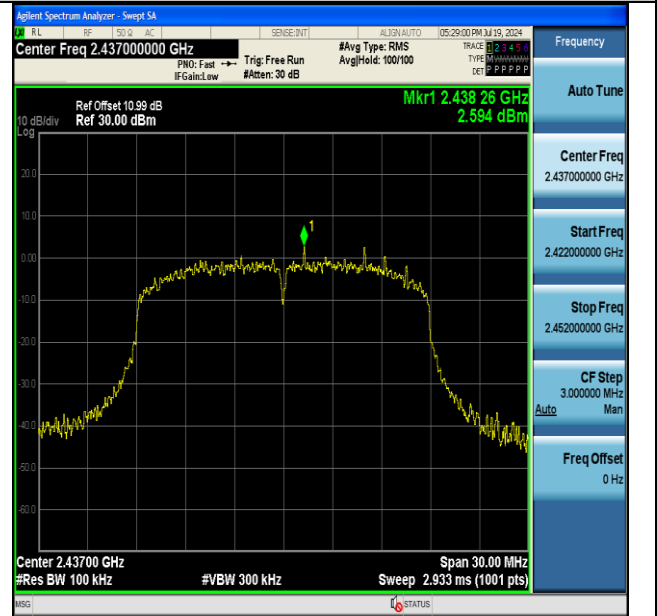 Agilent Spectrum Analyzer - Swept SA
RL RF 50 Ω AC SENSE:INT ALIGN AUTO 05:29:00 PM Jul 19, 2024
Center Freq 2.437000000 GHz
PNO: Fast
IFGain:Low
Trig: Free Run
#Atten: 30 dB
#Avg Type: RMS
Avg|Hold: 100/100
TRACE 1 2 3 4 5 6
TYPE M
DET P P P P P P
Frequency
Mkr1 2.438 26 GHz
2.594 dBm
Ref Offset 10.99 dB
10 dB/div Ref 30.00 dBm
Log
20.0
10.0
0.00
-10.0
-20.0
-30.0
-40.0
-50.0
-60.0
1
Center 2.43700 GHz Span 30.00 MHz
#Res BW 100 kHz #VBW 300 kHz Sweep 2.933 ms (1001 pts)
Auto Tune
Center Freq
2.437000000 GHz
Start Freq
2.422000000 GHz
Stop Freq
2.452000000 GHz
CF Step
3.000000 MHz
Auto Man
Freq Offset
0 Hz
MSG STATUS